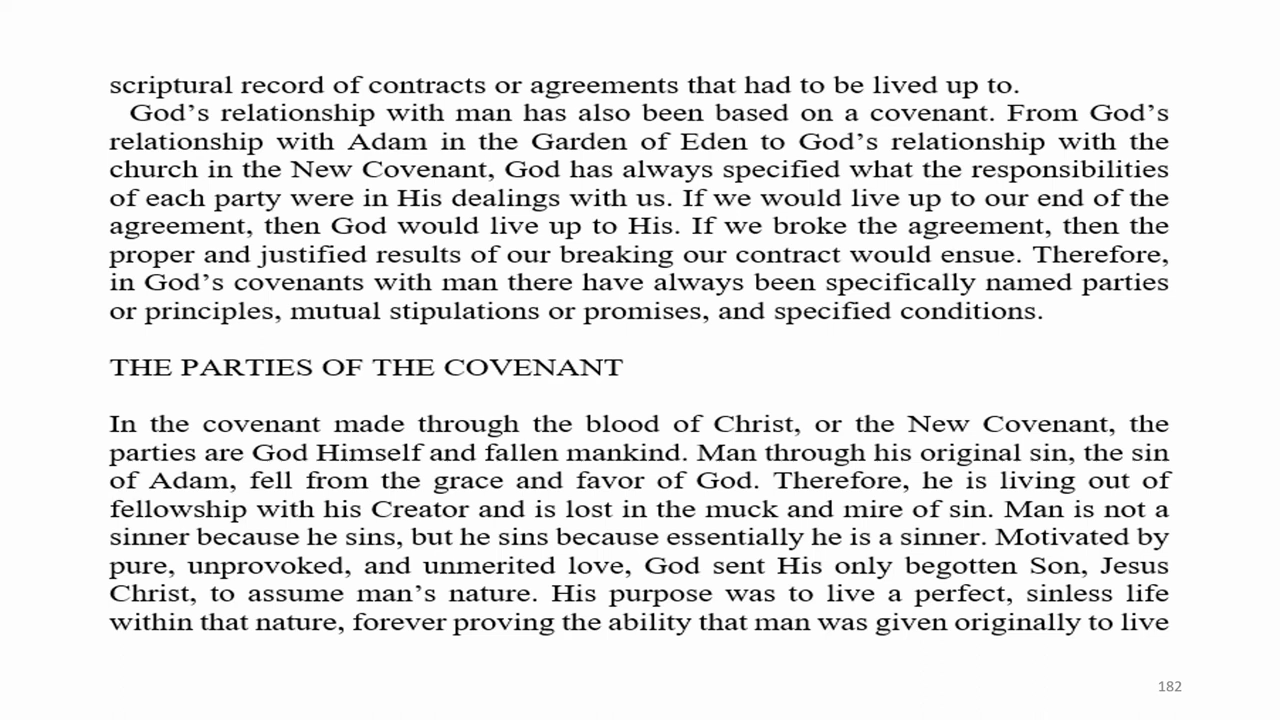 scriptural record of contracts or agreements that had to be lived up to.
God’s relationship with man has also been based on a covenant. From God’s
relationship with Adam in the Garden of Eden to God’s relationship with the
church in the New Covenant, God has always specified what the responsibilities
of each party were in His dealings with us. If we would live up to our end of the
agreement, then God would live up to His. If we broke the agreement, then the
proper and justified results of our breaking our contract would ensue. Therefore,
in God’s covenants with man there have always been specifically named parties
or principles, mutual stipulations or promises, and specified conditions.
THE PARTIES OF THE COVENANT
In the covenant made through the blood of Christ, or the New Covenant, the
parties are God Himself and fallen mankind. Man through his original sin, the sin
of Adam, fell from the grace and favor of God. Therefore, he is living out of
fellowship with his Creator and is lost in the muck and mire of sin. Man is not a
sinner because he sins, but he sins because essentially he is a sinner. Motivated by
pure, unprovoked, and unmerited love, God sent His only begotten Son, Jesus
Christ, to assume man’s nature. His purpose was to live a perfect, sinless life
within that nature, forever proving the ability that man was given originally to live
182